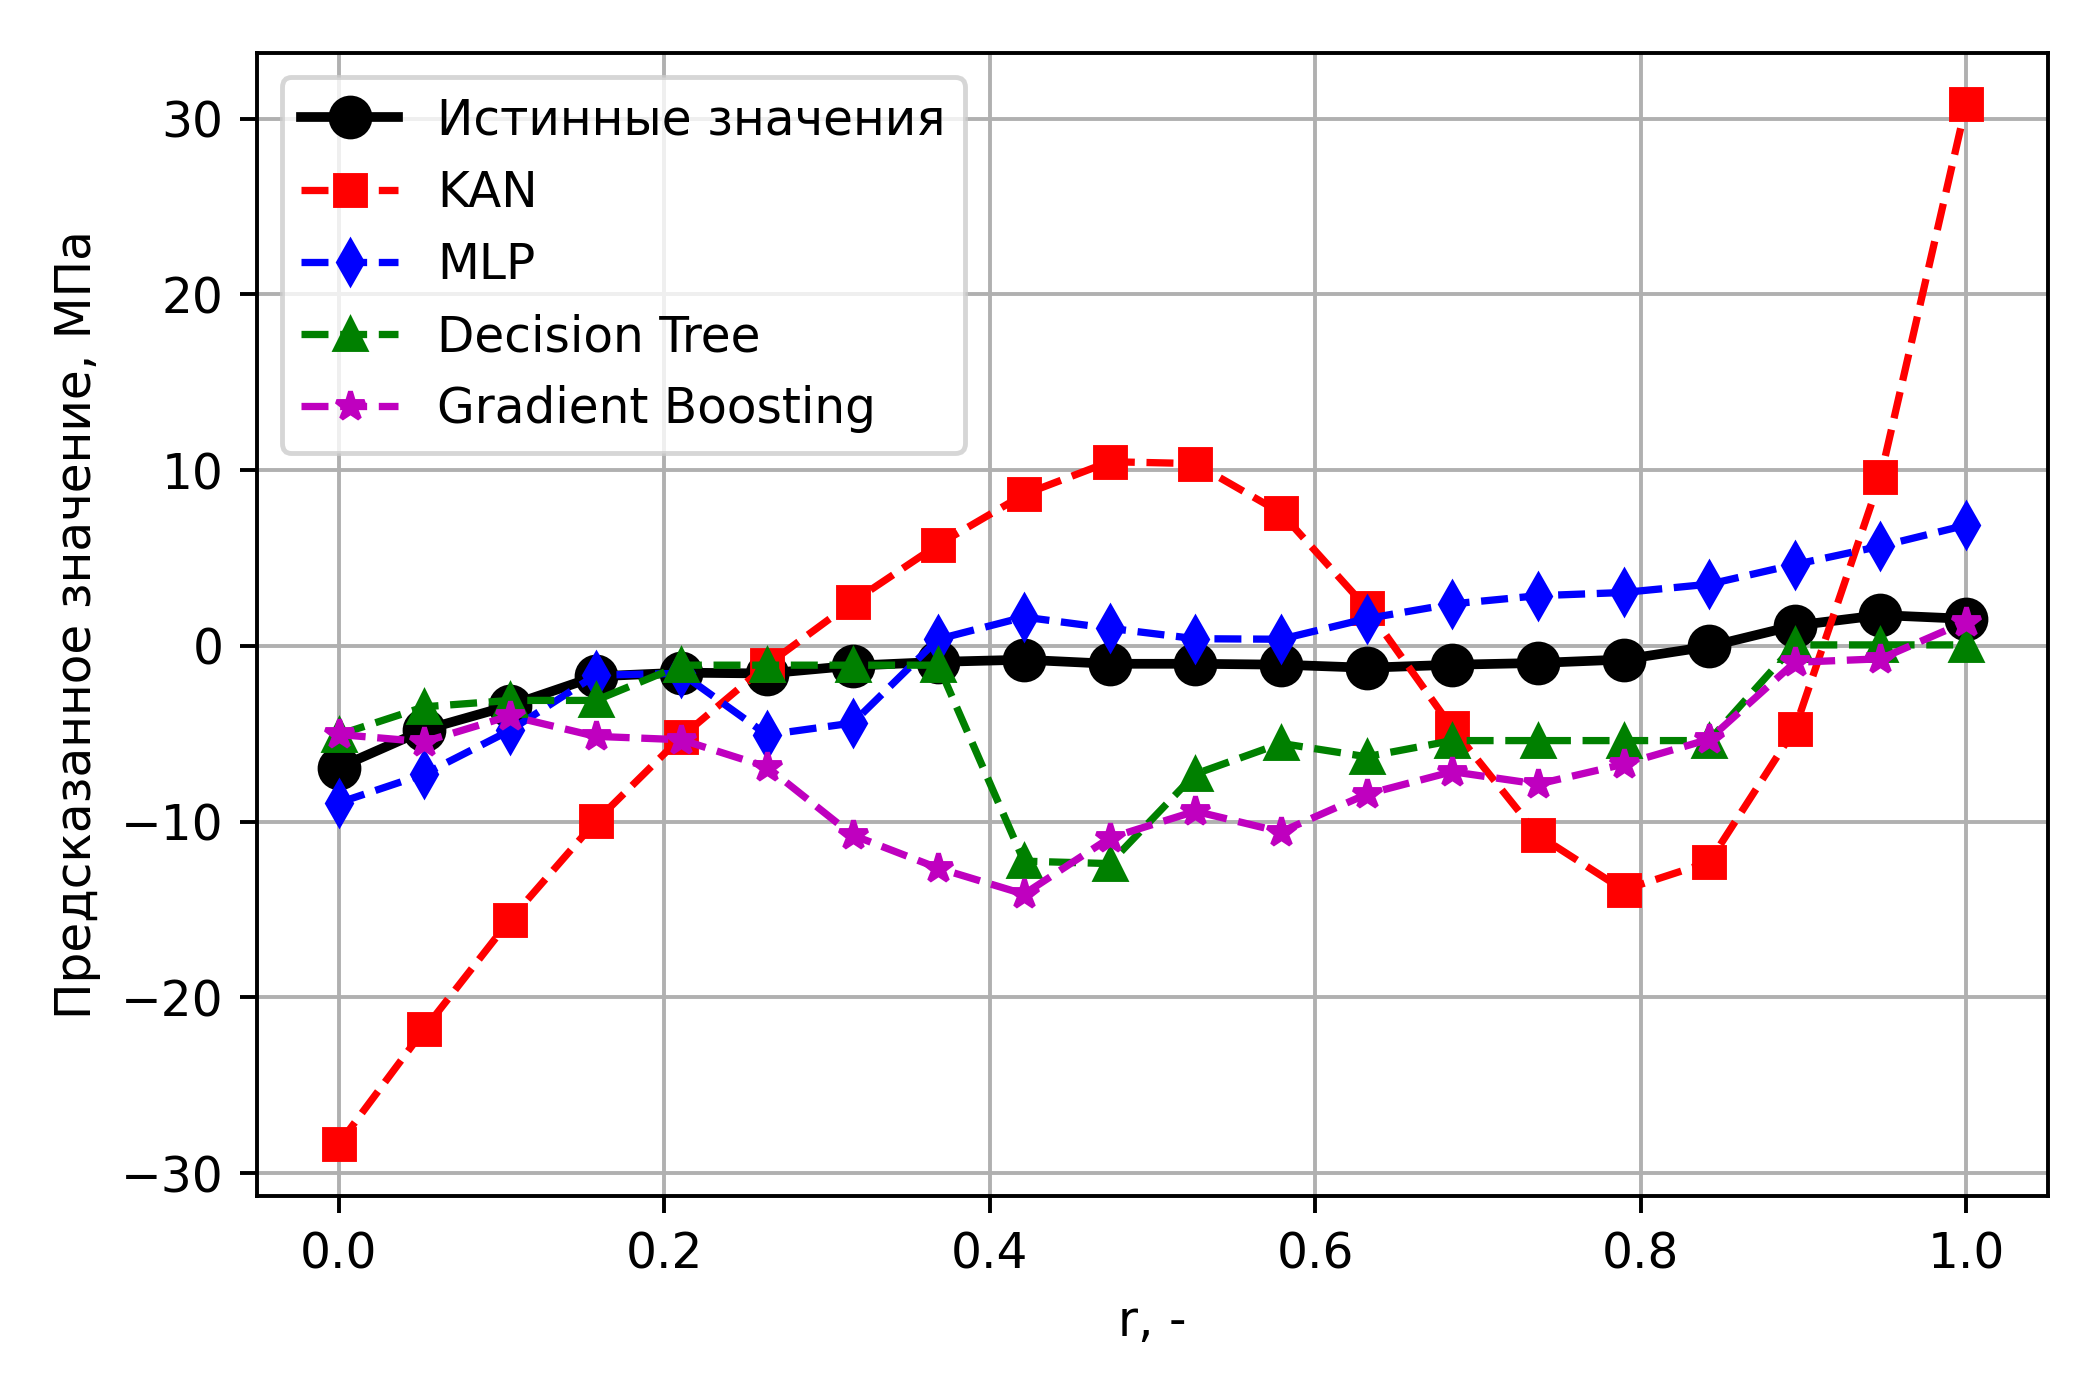 Истинные значения
KAN
MLP
Decision Tree
Gradient Boosting
Предсказанное значение, МПа
30
20
10
0
−10
−20
−30
0.0 0.2 0.4 0.6 0.8 1.0
r, -